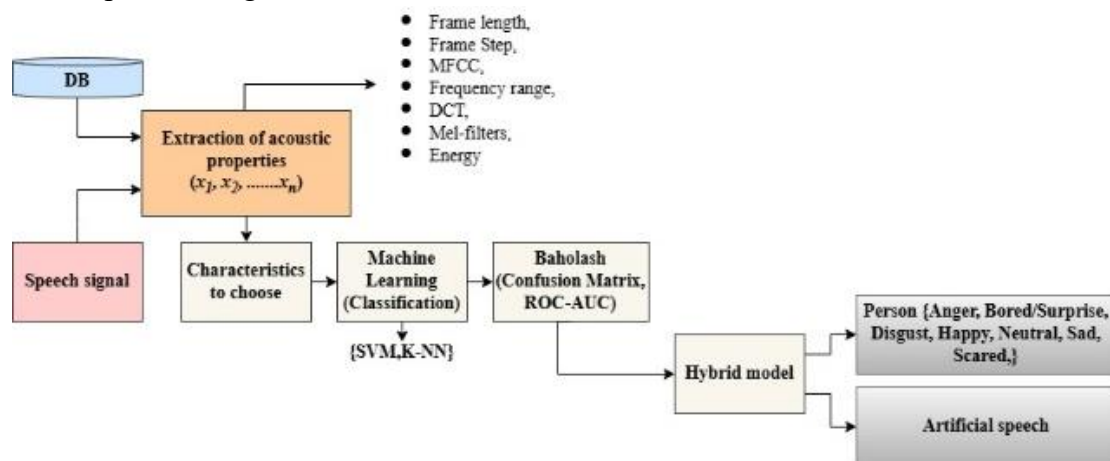 DB
Frame length,
Frame Step,
MFCC,
Frequency range,
DCT,
Mel-filters,
Energy
Extraction of acoustic
properties
(x1, x2, .......xn)
Speech signal
Characteristics
to choose
Machine
Learning
(Classification)
{SVM,K-NN}
Baholash
(Confusion Matrix,
ROC-AUC)
Hybrid model
Person {Anger, Bored/Surprise,
Disgust, Happy, Neutral, Sad,
Scared,}
Artificial speech